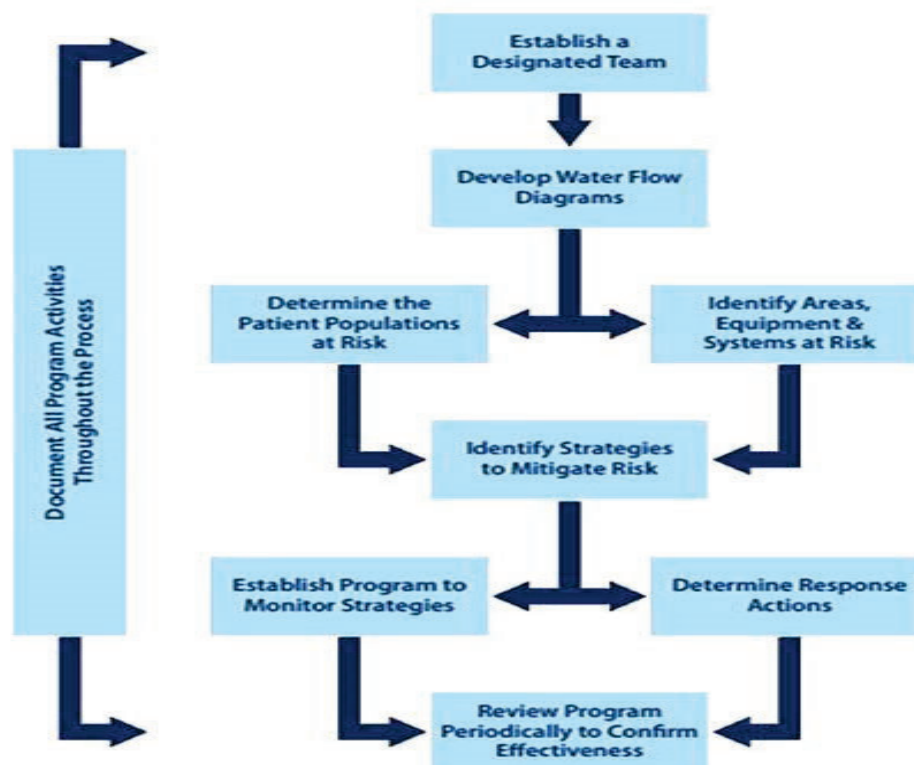 Establish a
Designated Team
Develop Water Flow
Diagrams
Determine the
Patient Populations
at Risk
Identify Areas,
Equipment &
Systems at Risk
Identify Strategies
to Mitigate Risk
Establish Program to
Monitor Strategies
Determine Response
Actions
Review Program
Periodically to Confirm
Effectiveness
Document All Program Activities
Throughout the Process